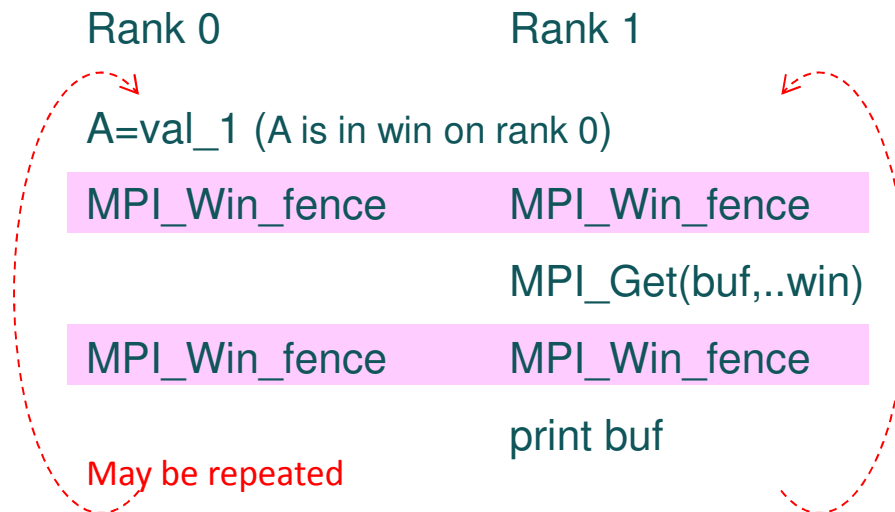 Rank 0 Rank 1
A=val_1 (A is in win on rank 0)
MPI_Win_fence MPI_Win_fence
MPI_Get(buf,..win)
MPI_Win_fence MPI_Win_fence
print buf
May be repeated